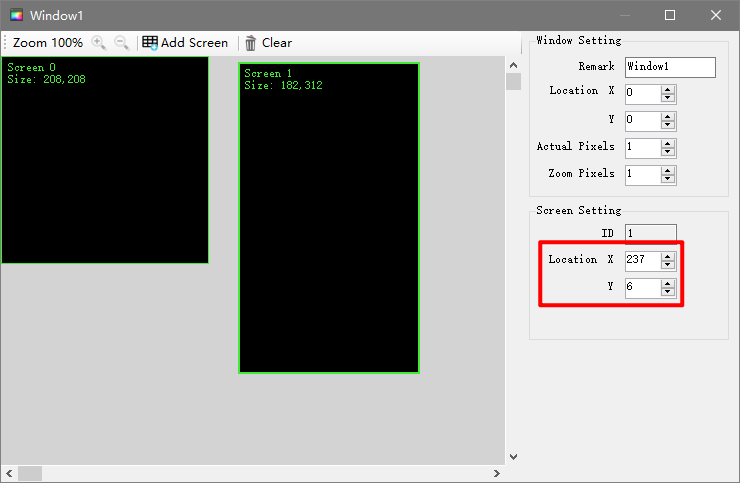 Window1
Zoom 100% Add Screen Clear
Screen 0
Size: 208,208
Screen 1
Size: 182,312
Window Setting
Remark Window1
Location X 0
Y 0
Actual Pixels 1
Zoom Pixels 1
Screen Setting
ID 1
Location X 237
Y 6